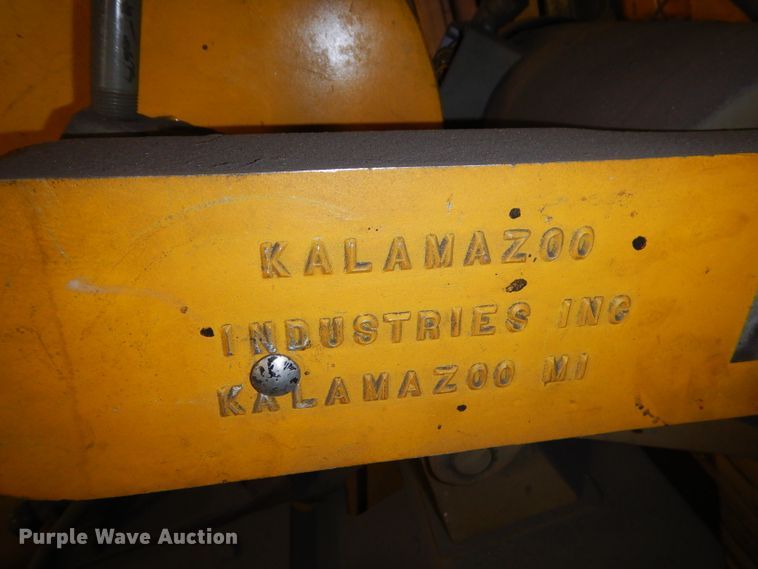 KALAMAZOO
INDUSTRIES INC
KALAMAZOO MI
Purple Wave Auction